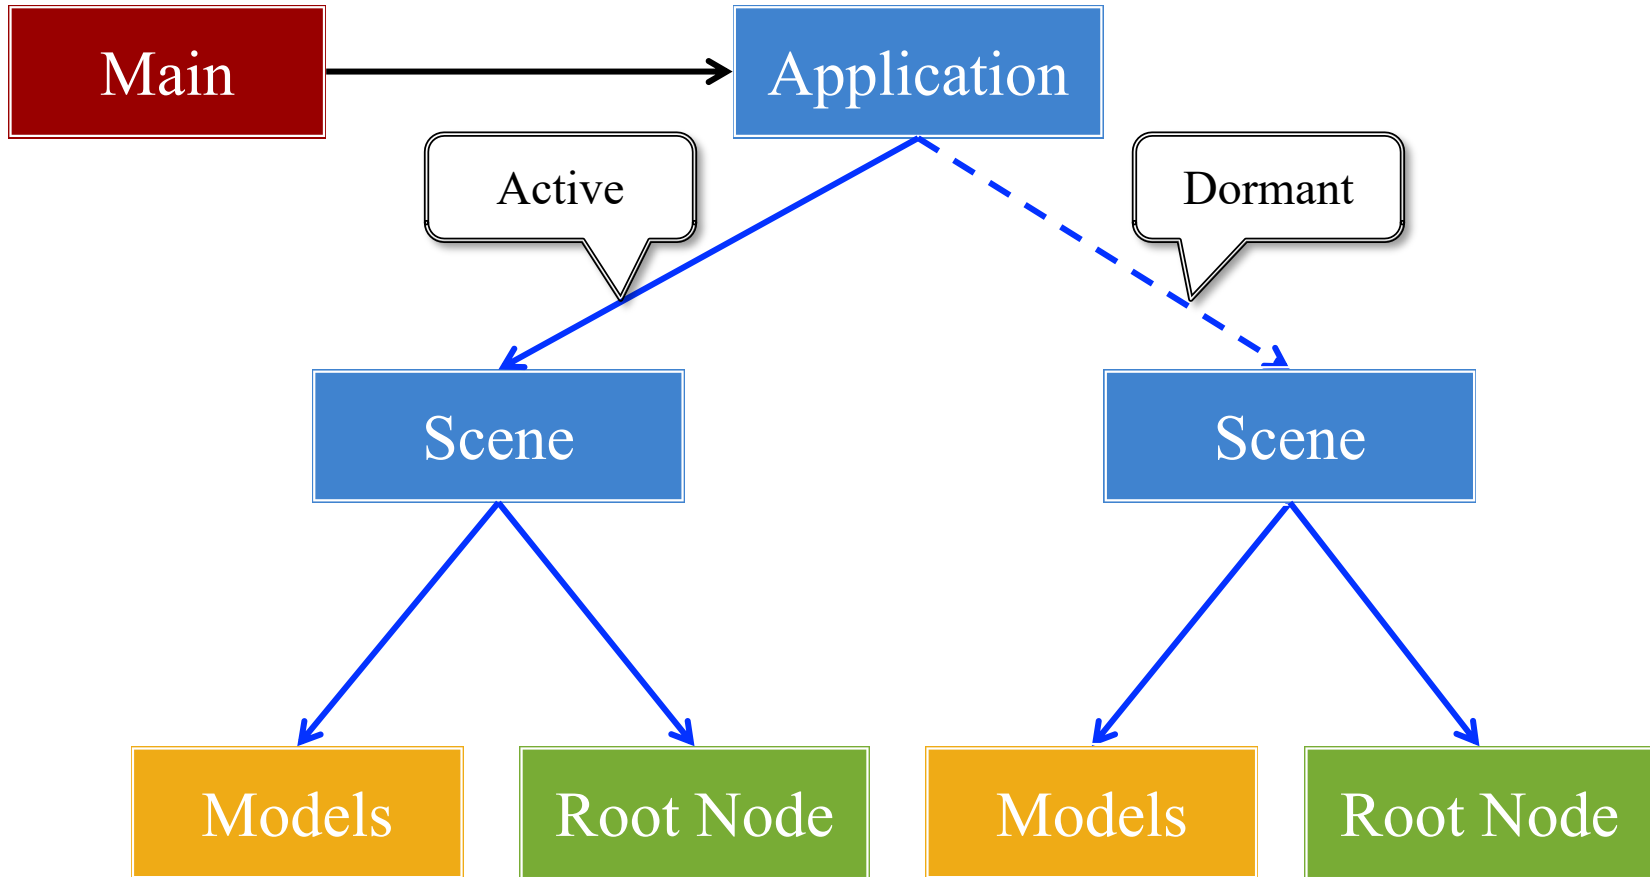 Main
Application
Active
Dormant
Scene
Scene
Models
Root Node
Models
Root Node